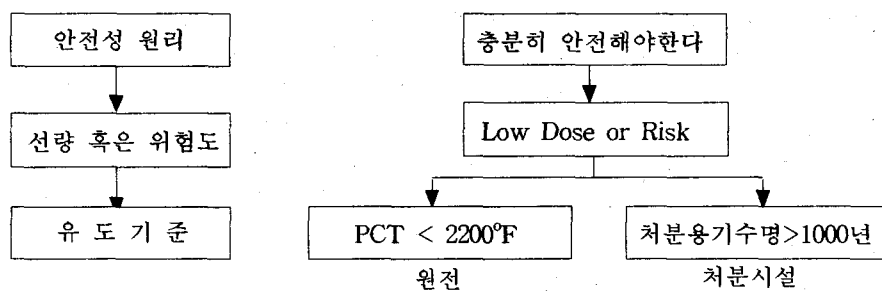 안전성 원리
충분히 안전해야한다
선량 혹은 위험도
Low Dose or Risk
유 도 기 준
PCT < 2200°F
처분용기수명>1000년
원전
처분시설